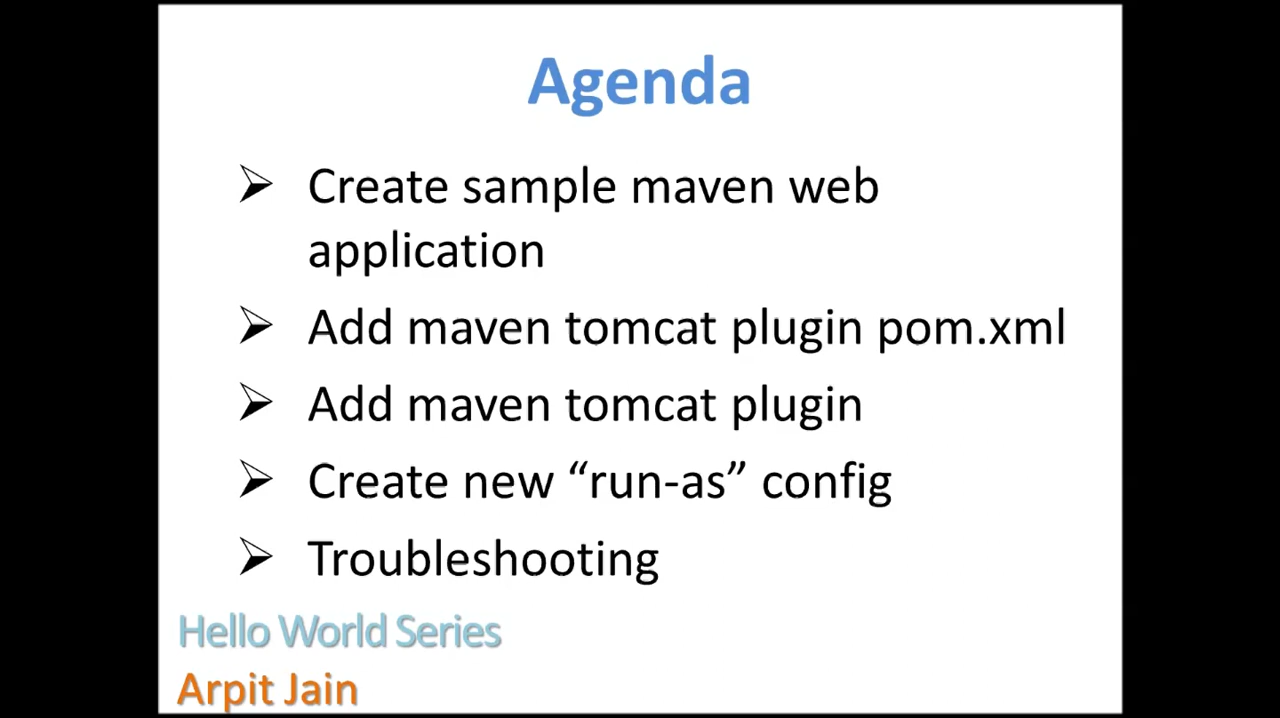 Agenda
Create sample maven web
application
Add maven tomcat plugin pom.xml
Add maven tomcat plugin
Create new “run-as” config
Troubleshooting
Hello World Series
Arpit Jain